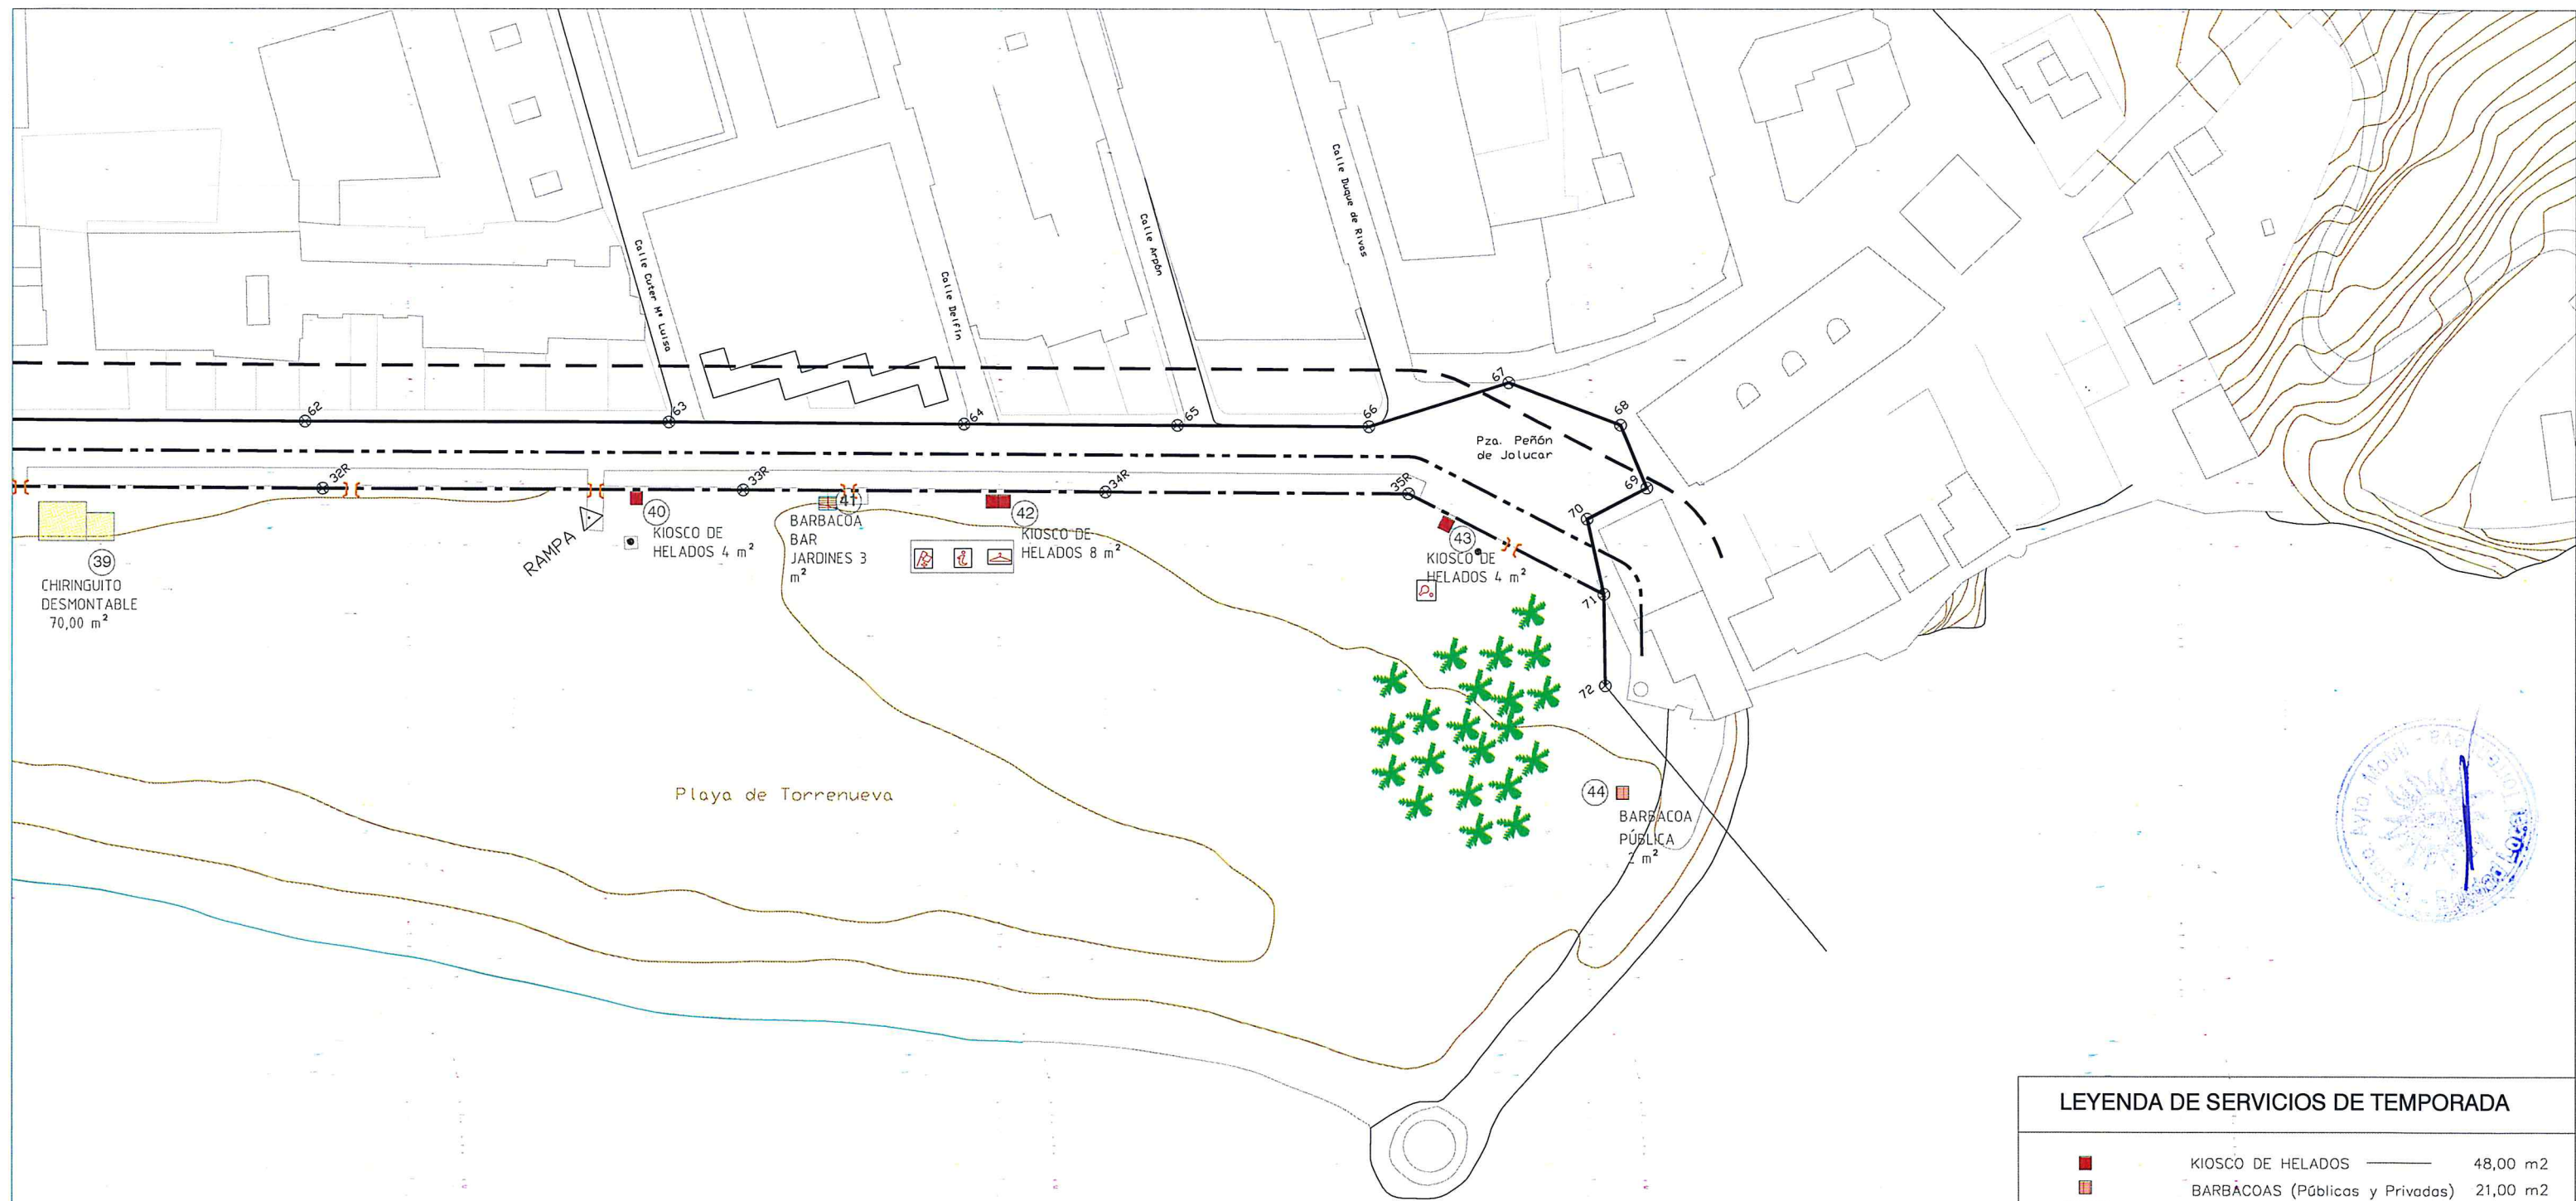 Calle Cuter Mª Luisa
Calle Delfín
Calle Arpón
Calle Duque de Rivas
62
63
64
65
66
67
68
69
70
71
72
Pza. Peñón
de Jolucar
32R
33R
34R
35R
39
CHIRINGUITO
DESMONTABLE
70,00 m²
RAMPA
40
KIOSCO DE
HELADOS 4 m²
41
BARBACOA
BAR
JARDINES 3
m²
42
KIOSCO DE
HELADOS 8 m²
43
KIOSCO DE
HELADOS 4 m²
44
BARBACOA
PÚBLICA
m²
Playa de Torrenueva
Ayto. Motril
LEYENDA DE SERVICIOS DE TEMPORADA
KIOSCO DE HELADOS 48,00 m2
BARBACOAS (Públicas y Privadas) 21,00 m2